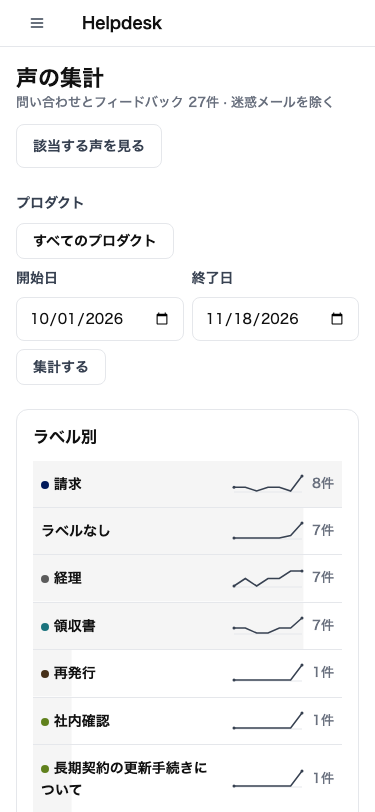 Helpdesk
声の集計
問い合わせとフィードバック 27件 · 迷惑メールを除く
該当する声を見る
プロダクト
すべてのプロダクト
開始日 終了日
10/01/2026 11/18/2026
集計する
ラベル別
請求 8件
ラベルなし 7件
経理 7件
領収書 7件
再発行 1件
社内確認 1件
長期契約の更新手続きに
ついて 1件